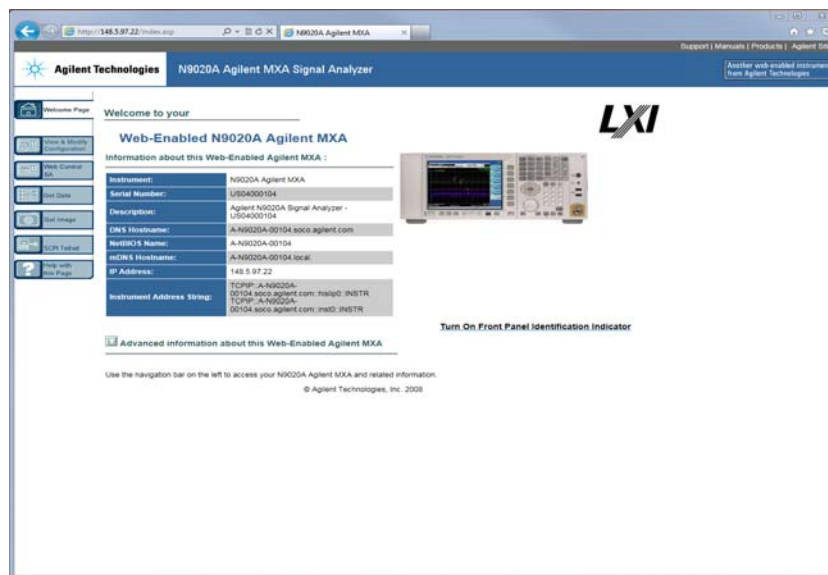 http://148.5.97.22/index.asp
N9020A Agilent MXA
Support | Manuals | Products | Agilent
Agilent Technologies
N9020A Agilent MXA Signal Analyzer
Another web-enabled instrument
from Agilent Technologies
Welcome Page
View & Modify
Configuration
Web Control
SA
Get Data
Get Image
SCPI Telnet
Help with
this Page
Welcome to your
Web-Enabled N9020A Agilent MXA
Information about this Web-Enabled Agilent MXA :
Instrument: N9020A Agilent MXA
Serial Number: US04000104
Description: Agilent N9020A Signal Analyzer -
US04000104
DNS Hostname: A-N9020A-00104.soco.agilent.com
NetBIOS Name: A-N9020A-00104
mDNS Hostname: A-N9020A-00104.local.
IP Address: 148.5.97.22
Instrument Address String: TCPIP::A-N9020A-
00104.soco.agilent.com::hislip0::INSTR
TCPIP::A-N9020A-
00104.soco.agilent.com::inst0::INSTR
LXI
Turn On Front Panel Identification Indicator
Advanced information about this Web-Enabled Agilent MXA
Use the navigation bar on the left to access your N9020A Agilent MXA and related information.
© Agilent Technologies, Inc. 2008